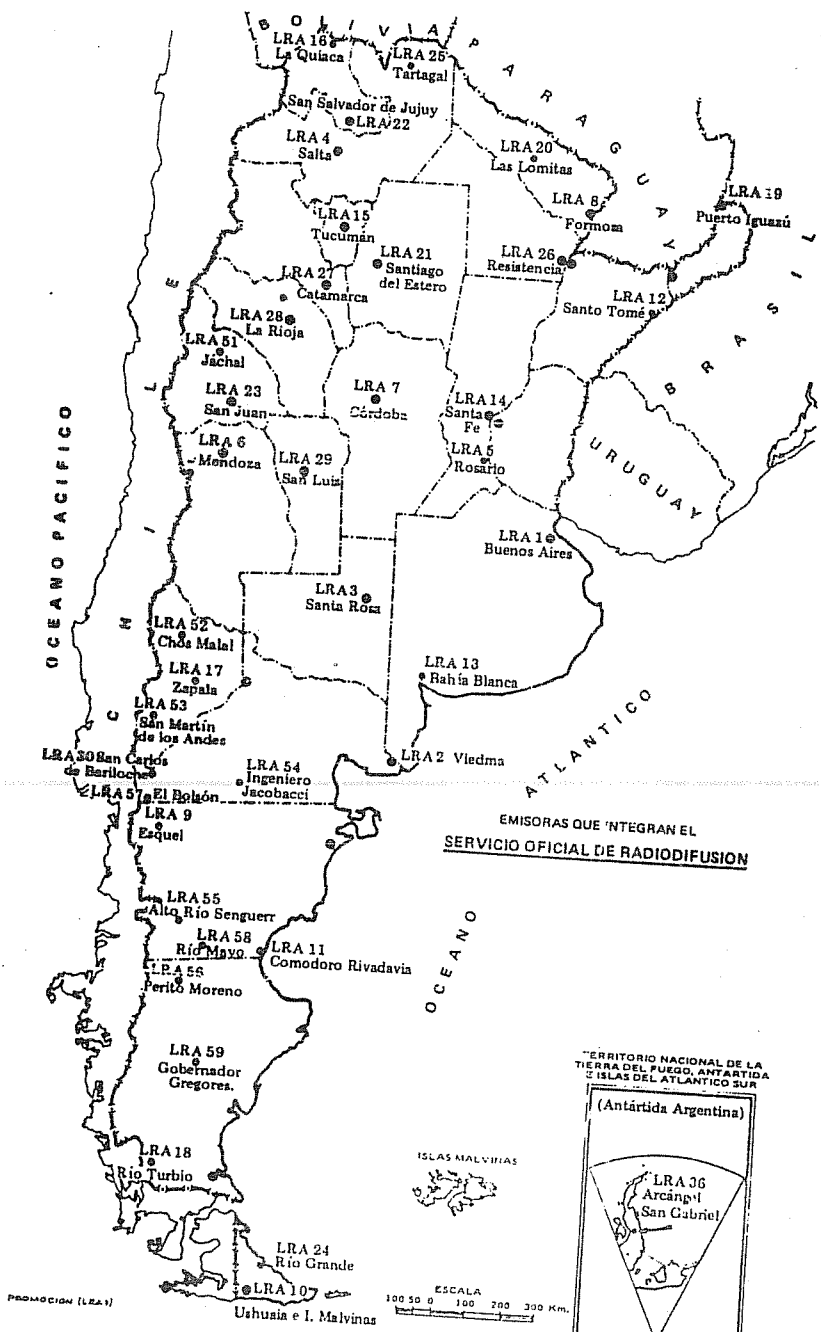 BOLIVIA
LRA 16
La Quiaca
LRA 25
Tartagal
PARAGUAY
San Salvador de Jujuy
LRA 22
LRA 4
Salta
LRA 20
Las Lomitas
LRA 8
Formosa
LRA 19
Puerto Iguazú
LRA 15
Tucumán
LRA 21
Santiago
del Estero
LRA 26
Resistencia
LRA 27
Catamarca
LRA 12
Santo Tomé
LRA 28
La Rioja
BRASIL
LRA 51
Jáchal
LRA 23
San Juan
LRA 7
Córdoba
LRA 14
Santa
Fe
LRA 6
Mendoza
LRA 29
San Luis
LRA 5
Rosario
URUGUAY
OCEANO PACIFICO
CHILE
LRA 1
Buenos Aires
LRA 3
Santa Rosa
LRA 52
Chos Malal
LRA 17
Zapala
LRA 13
Bahía Blanca
LRA 53
San Martín
de los Andes
LRA 30 San Carlos
de Bariloche
LRA 54
Ingeniero
Jacobacci
LRA 2 Viedma
OCEANO ATLANTICO
LRA 57 El Bolsón
LRA 9
Esquel
EMISORAS QUE INTEGRAN EL
SERVICIO OFICIAL DE RADIODIFUSION
LRA 55
Alto Río Senguerr
LRA 58
Río Mayo
LRA 11
Comodoro Rivadavia
LRA 56
Perito Moreno
LRA 59
Gobernador
Gregores.
TERRITORIO NACIONAL DE LA
TIERRA DEL FUEGO, ANTARTIDA
E ISLAS DEL ATLANTICO SUR
(Antártida Argentina)
LRA 36
Arcángel
San Gabriel
LRA 18
Río Turbio
ISLAS MALVINAS
LRA 24
Río Grande
LRA 10
Ushuaia e I. Malvinas
ESCALA
100 50 0 100 200 300 Km.
PROMOCION (LRA 1)